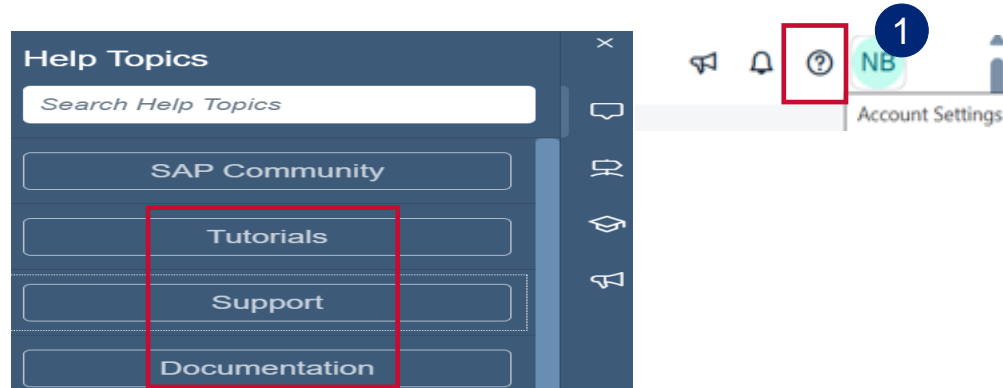 Help Topics
Search Help Topics
SAP Community
Tutorials
Support
Documentation
1
NB
Account Settings